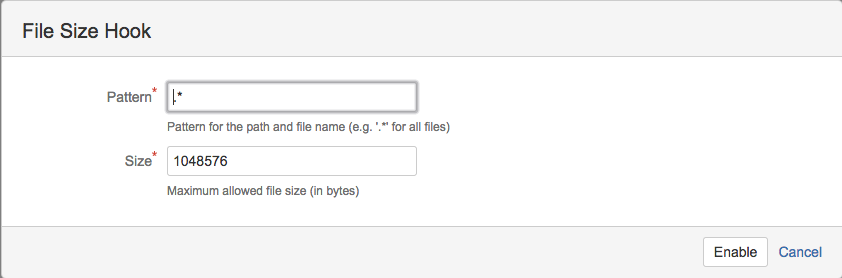 File Size Hook
Pattern*
.*
Pattern for the path and file name (e.g. '.*' for all files)
Size*
1048576
Maximum allowed file size (in bytes)
Enable Cancel